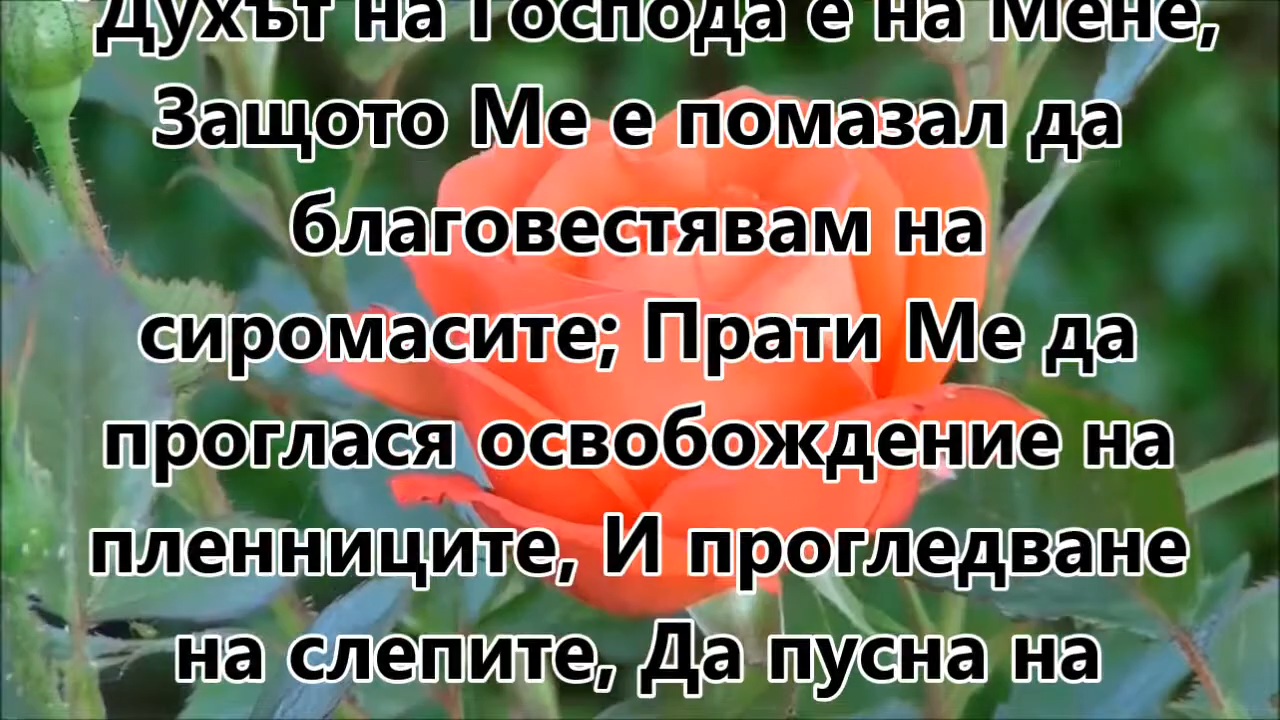 "Духът на Господа е на Мене,
Защото Ме е помазал да
благовестявам на
сиромасите; Прати Ме да
проглася освобождение на
пленниците, И прогледване
на слепите, Да пусна на